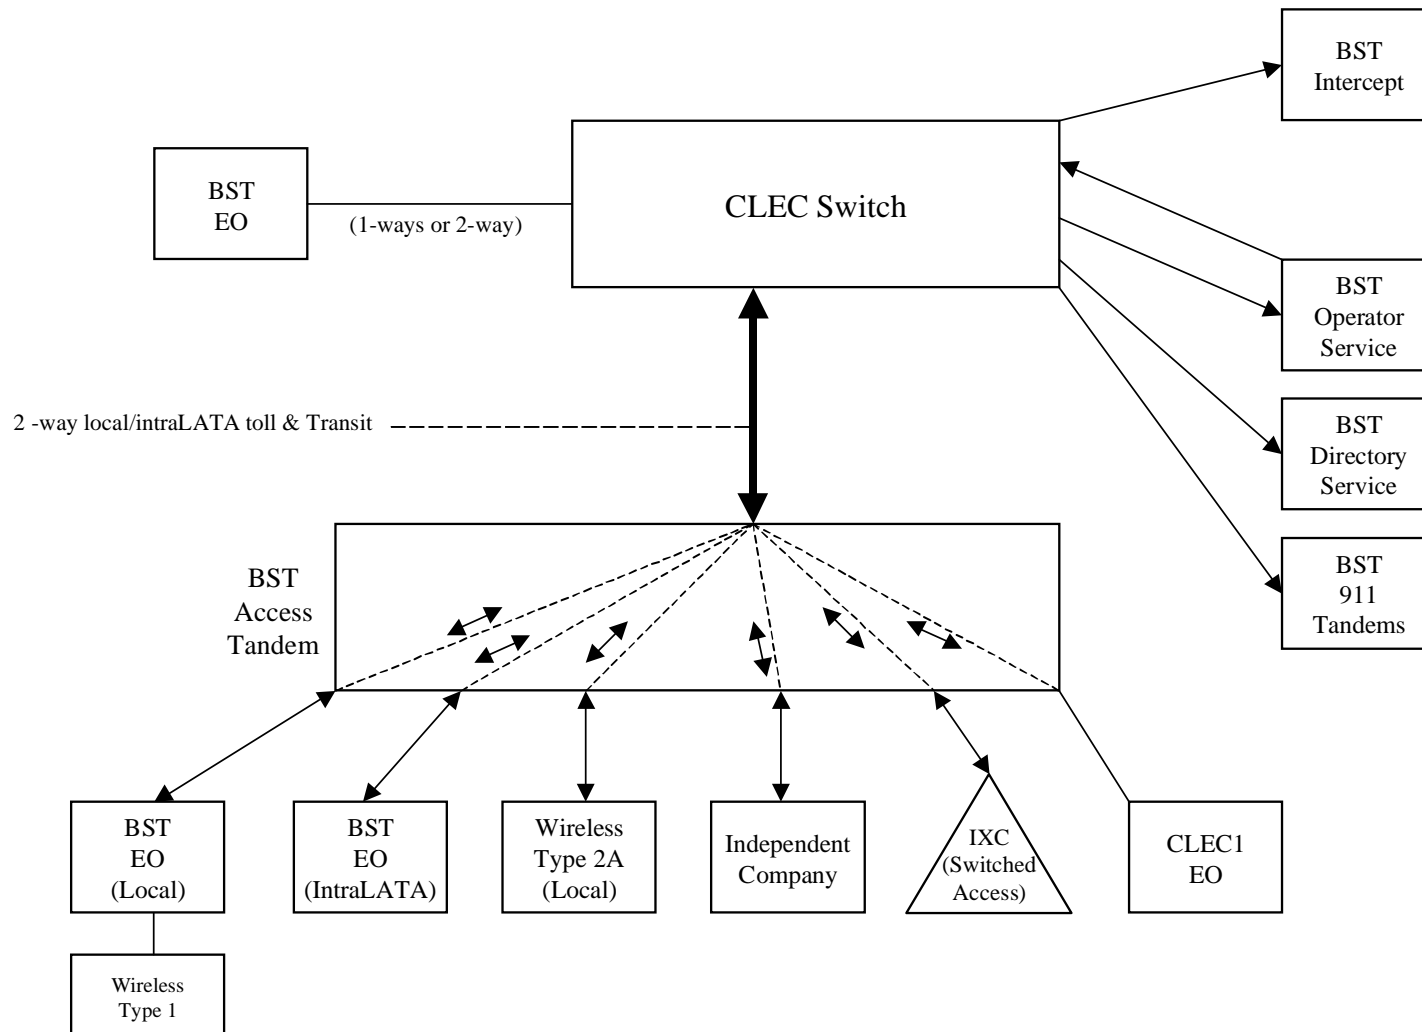 BST
Intercept
BST
EO
(1-ways or 2-way)
CLEC Switch
BST
Operator
Service
2 -way local/intraLATA toll & Transit
BST
Directory
Service
BST
911
Tandems
BST
Access
Tandem
BST
EO
(Local)
BST
EO
(IntraLATA)
Wireless
Type 2A
(Local)
Independent
Company
IXC
(Switched
Access)
CLEC1
EO
Wireless
Type 1